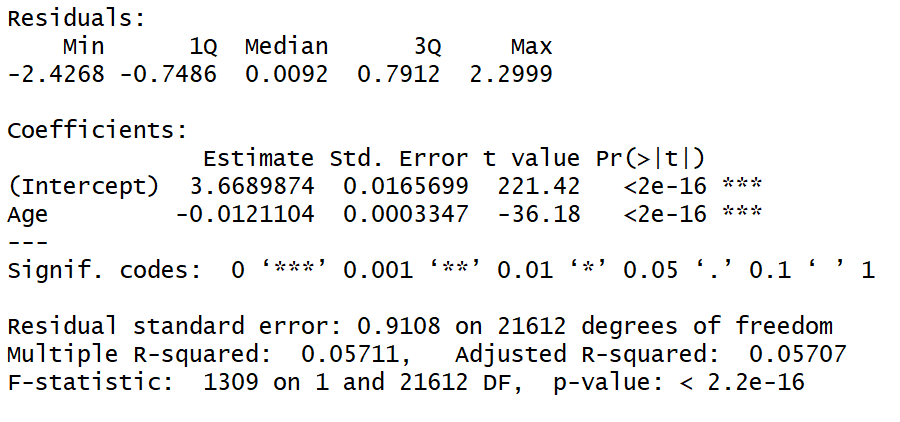 Residuals:
    Min      1Q  Median      3Q     Max
-2.4268 -0.7486  0.0092  0.7912  2.2999

Coefficients:
              Estimate Std. Error t value Pr(>|t|)
(Intercept)  3.6689874  0.0165699  221.42   <2e-16 ***
Age         -0.0121104  0.0003347  -36.18   <2e-16 ***
---
Signif. codes:  0 ‘***’ 0.001 ‘**’ 0.01 ‘*’ 0.05 ‘.’ 0.1 ‘ ’ 1

Residual standard error: 0.9108 on 21612 degrees of freedom
Multiple R-squared:  0.05711,   Adjusted R-squared:  0.05707
F-statistic:  1309 on 1 and 21612 DF,  p-value: < 2.2e-16